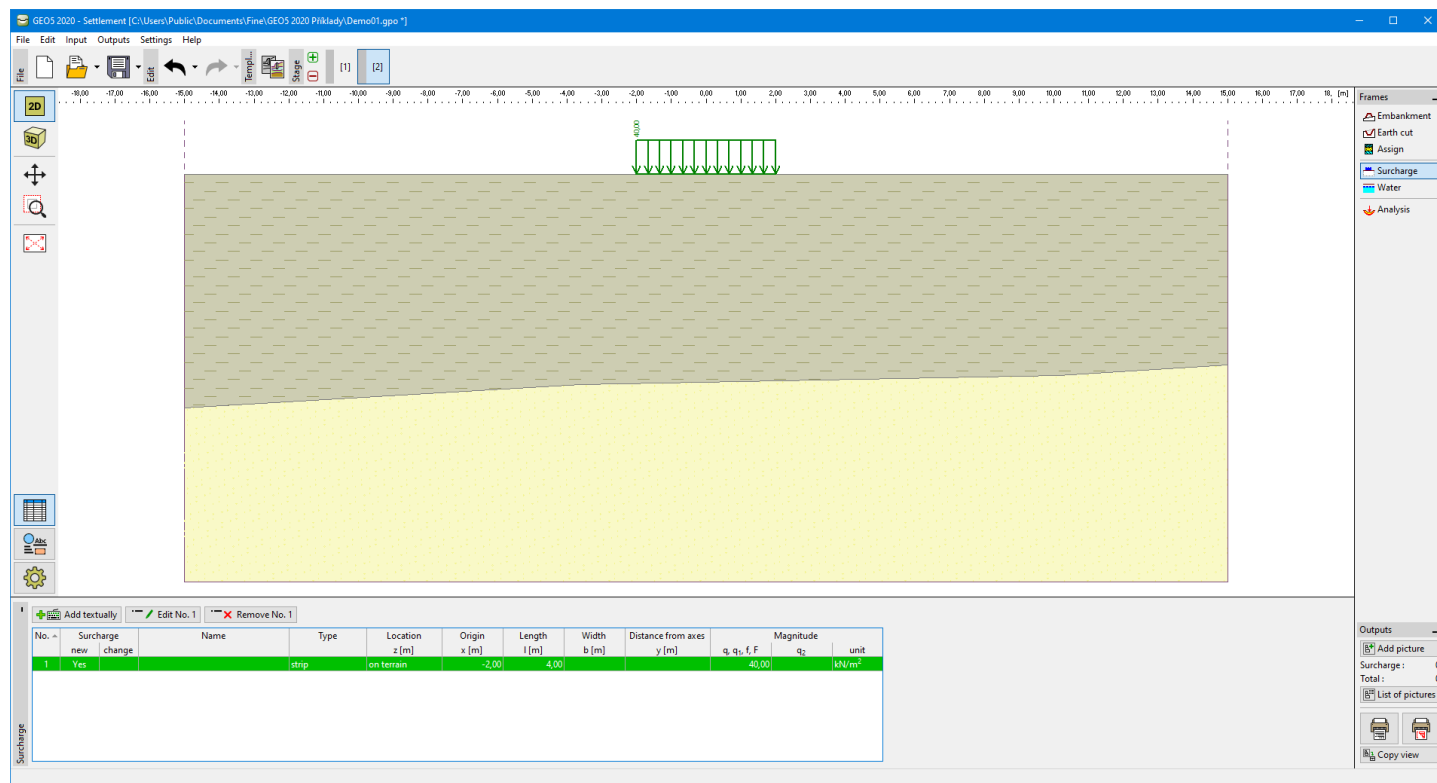 GEO5 2020 - Settlement [C:\Users\Public\Documents\Fine\GEO5 2020 Příklady\Demo01.gpo *]
File Edit Input Outputs Settings Help
File
Edit
Templ...
Stage
[1] [2]
2D
-18,00 -17,00 -16,00 -15,00 -14,00 -13,00 -12,00 -11,00 -10,00 -9,00 -8,00 -7,00 -6,00 -5,00 -4,00 -3,00 -2,00 -1,00 0,00 1,00 2,00 3,00 4,00 5,00 6,00 7,00 8,00 9,00 10,00 11,00 12,00 13,00 14,00 15,00 16,00 17,00 18, [m]
3D
40,00
Frames
Embankment
Earth cut
Assign
Surcharge
Water
Analysis
Abc
Add textually Edit No. 1 Remove No. 1
No. Surcharge Name Type Location Origin Length Width Distance from axes Magnitude
new change z [m] x [m] l [m] b [m] y [m] q, q₁, f, F q₂ unit
1 Yes strip on terrain -2,00 4,00 40,00 kN/m²
Surcharge
Outputs
Add picture
Surcharge :
Total :
List of pictures
Copy view